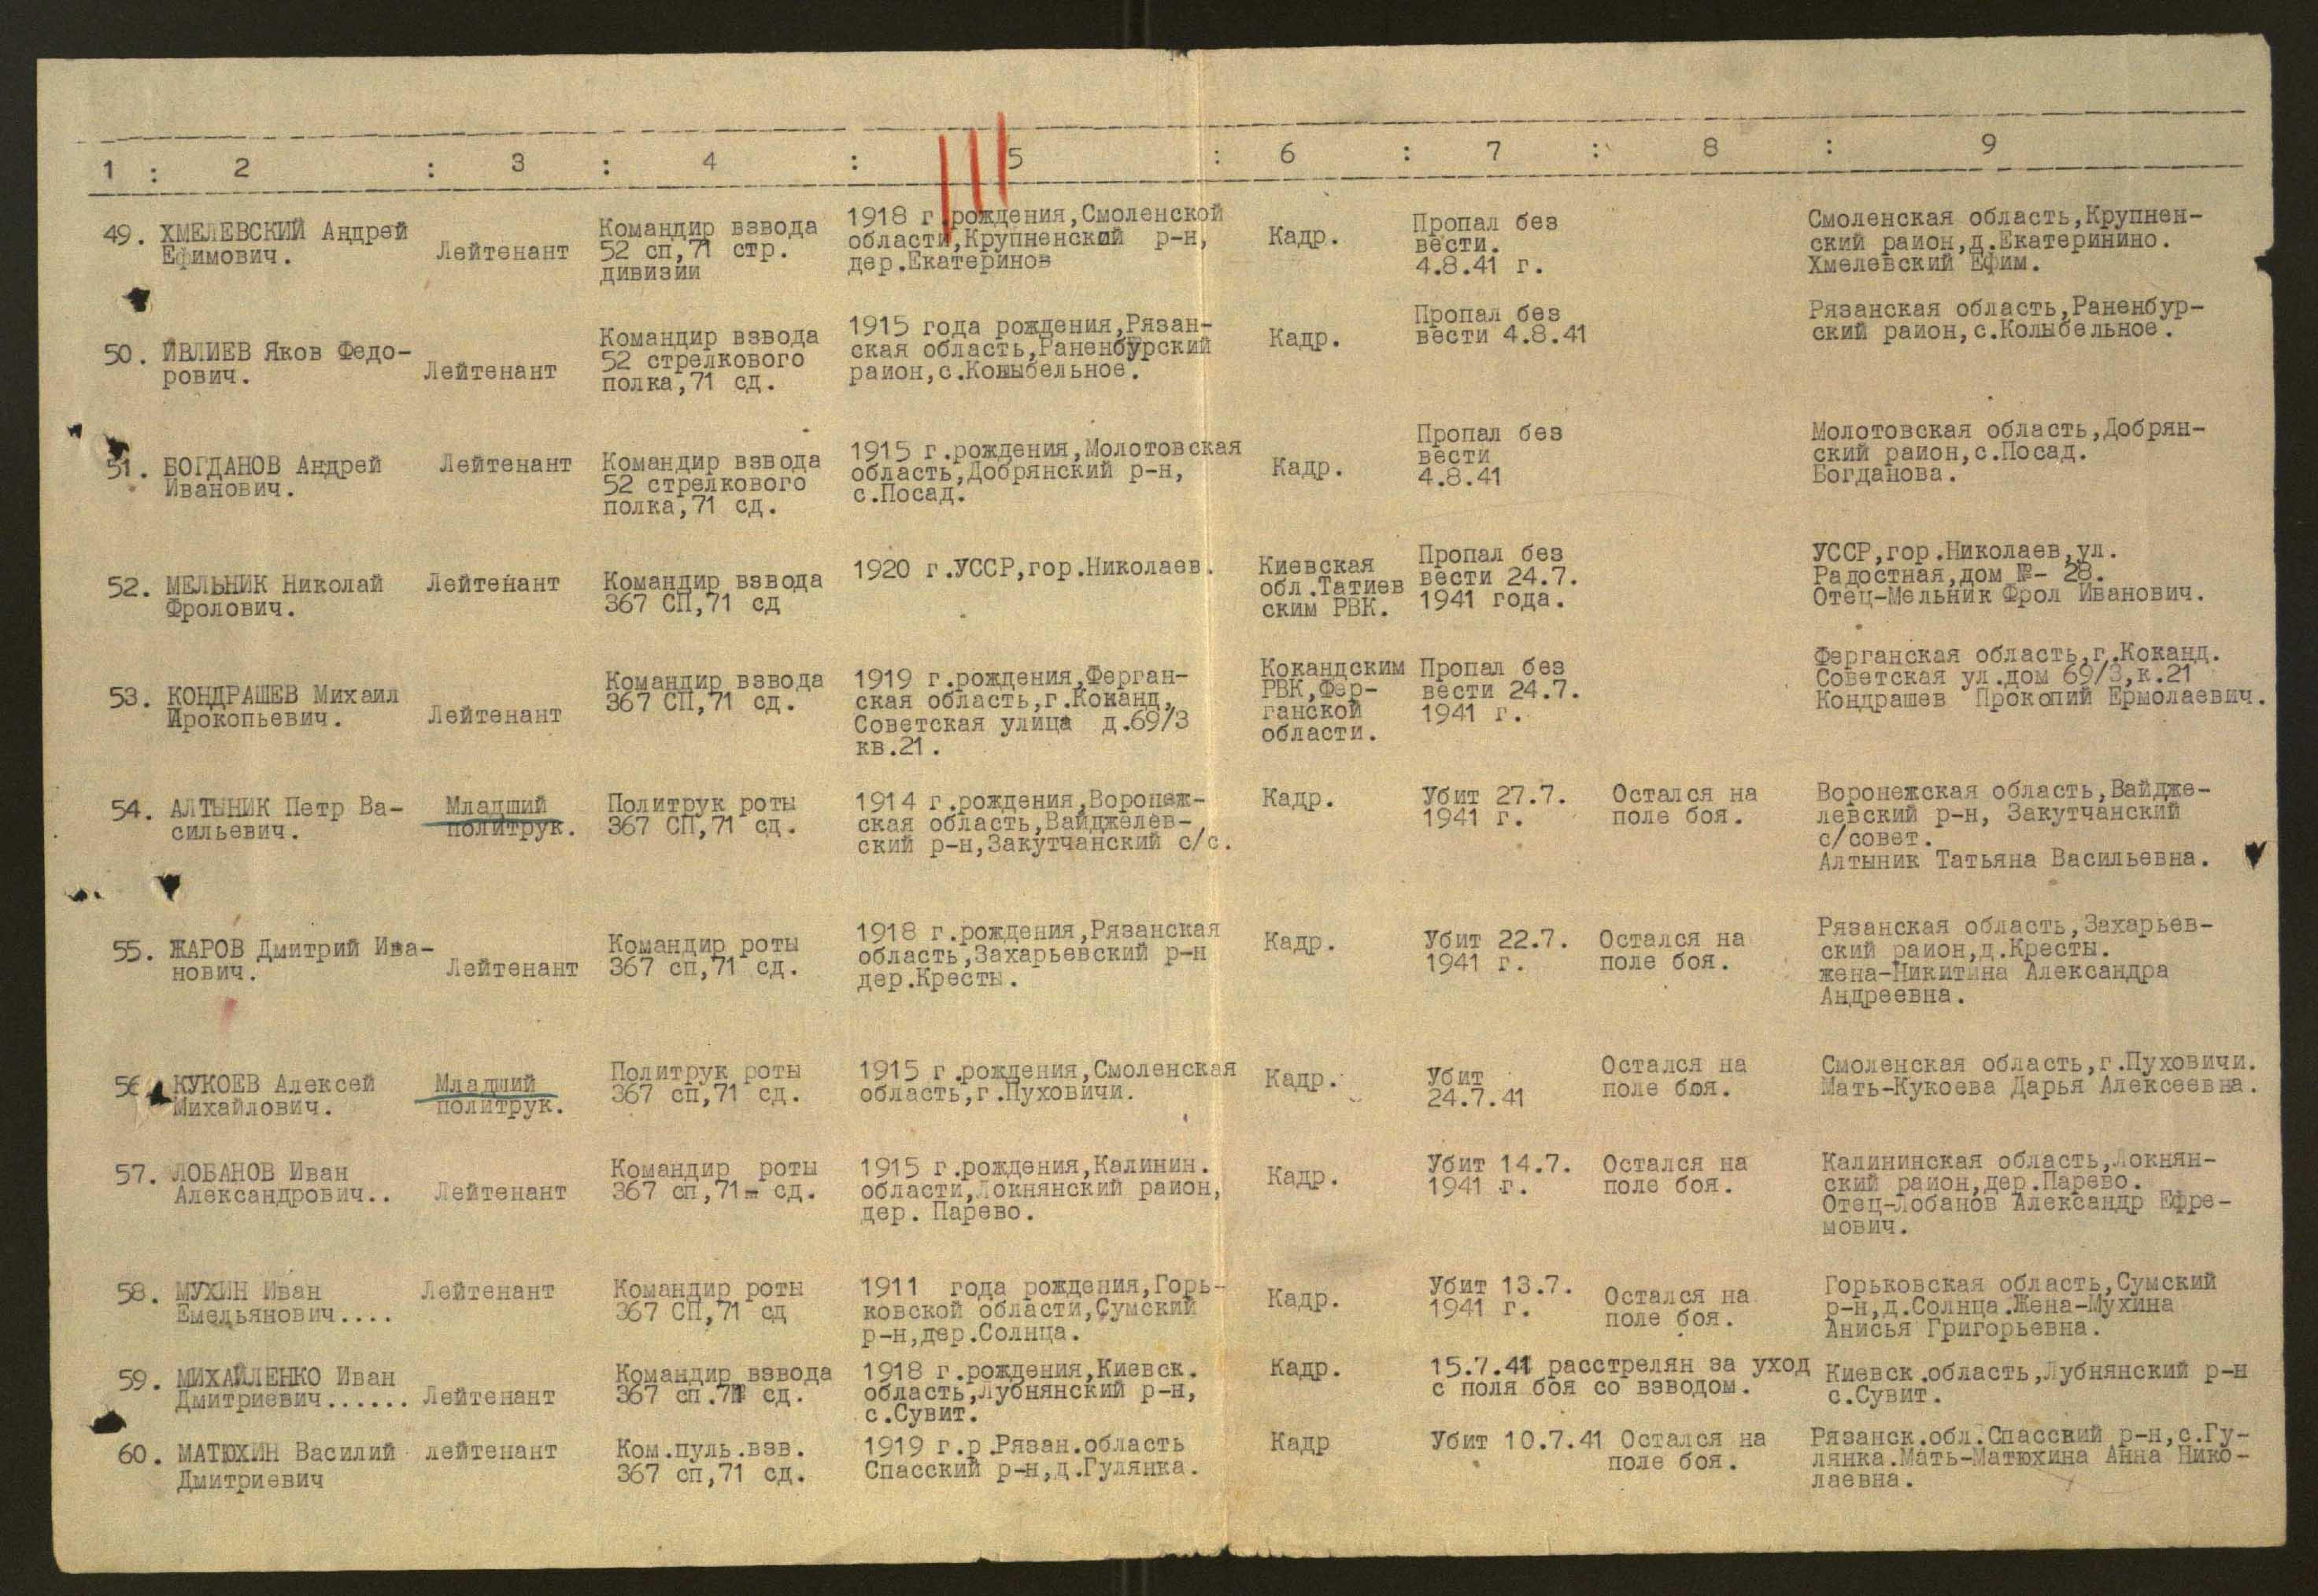 1 : 2 : 3 : 4 : 5 : 6 : 7 : 8 : 9
49. ХМЕЛЕВСКИЙ Андрей
Ефимович.
Лейтенант
Командир взвода
52 сп,71 стр.
дивизии
1918 г.рождения,Смоленской
области,Крупненский р-н,
дер.Екатеринов
Кадр.
Пропал без
вести.
4.8.41 г.
Смоленская область,Крупнен-
ский район,д.Екатеринино.
Хмелевский Ефим.
50. ИВЛИЕВ Яков Федо-
рович.
Лейтенант
Командир взвода
52 стрелкового
полка,71 сд.
1915 года рождения,Рязан-
ская область,Раненбурский
район,с.Колыбельное.
Кадр.
Пропал без
вести 4.8.41
Рязанская область,Раненбур-
ский район,с.Колыбельное.
51. БОГДАНОВ Андрей
Иванович.
Лейтенант
Командир взвода
52 стрелкового
полка,71 сд.
1915 г.рождения,Молотовская
область,Добрянский р-н,
с.Посад.
Кадр.
Пропал без
вести
4.8.41
Молотовская область,Добрян-
ский район,с.Посад.
Богданова.
52. МЕЛЬНИК Николай
Фролович.
Лейтенант
Командир взвода
367 СП,71 сд
1920 г.УССР,гор.Николаев.
Киевская
обл.Татиев
ским РВК.
Пропал без
вести 24.7.
1941 года.
УССР,гор.Николаев,ул.
Радостная,дом №- 28.
Отец-Мельник Фрол Иванович.
53. КОНДРАШЕВ Михаил
Прокопьевич.
Лейтенант
Командир взвода
367 СП,71 сд.
1919 г.рождения,Ферган-
ская область,г.Коканд,
Советская улица д.69/3
кв.21.
Кокандским
РВК,Фер-
ганской
области.
Пропал без
вести 24.7.
1941 г.
Ферганская область,г.Коканд.
Советская ул.дом 69/3,к.21
Кондрашев Прокопий Ермолаевич.
54. АЛТЫНИК Петр Ва-
сильевич.
Младший
политрук.
Политрук роты
367 СП,71 сд.
1914 г.рождения,Воронеж-
ская область,Вайджелев-
ский р-н,Закутчанский с/с.
Кадр.
Убит 27.7.
1941 г.
Остался на
поле боя.
Воронежская область,Вайдже-
левский р-н, Закутчанский
с/совет.
Алтыник Татьяна Васильевна.
55. ЖАРОВ Дмитрий Ива-
нович.
Лейтенант
Командир роты
367 сп,71 сд.
1918 г.рождения,Рязанская
область,Захарьевский р-н
дер.Кресты.
Кадр.
Убит 22.7.
1941 г.
Остался на
поле боя.
Рязанская область,Захарьев-
ский район,д.Кресты.
жена-Никитина Александра
Андреевна.
56 КУКОЕВ Алексей
Михайлович.
Младший
политрук.
Политрук роты
367 сп,71 сд.
1915 г.рождения,Смоленская
область,г.Пуховичи.
Кадр.
Убит
24.7.41
Остался на
поле боя.
Смоленская область,г.Пуховичи.
Мать-Кукоева Дарья Алексеевна.
57. ЛОБАНОВ Иван
Александрович..
Лейтенант
Командир роты
367 сп,71- сд.
1915 г.рождения,Калинин.
области,Локнянский район,
дер. Парево.
Кадр.
Убит 14.7.
1941 г.
Остался на
поле боя.
Калининская область,Локнян-
ский район,дер.Парево.
Отец-Лобанов Александр Ефре-
мович.
58. МУХИН Иван
Емельянович....
Лейтенант
Командир роты
367 СП,71 сд
1911 года рождения,Горь-
ковской области,Сумский
р-н,дер.Солнца.
Кадр.
Убит 13.7.
1941 г.
Остался на
поле боя.
Горьковская область,Сумский
р-н,д.Солнца.Жена-Мухина
Анисья Григорьевна.
59. МИХАЙЛЕНКО Иван
Дмитриевич......
Лейтенант
Командир взвода
367 сп.71 сд.
1918 г.рождения,Киевск.
область,Лубнянский р-н,
с.Сувит.
Кадр.
15.7.41 расстрелян за уход
с поля боя со взводом.
Киевск.область,Лубнянский р-н
с.Сувит.
60. МАТЮХИН Василий
Дмитриевич
лейтенант
Ком.пуль.взв.
367 сп,71 сд.
1919 г.р.Рязан.область
Спасский р-н,д.Гулянка.
Кадр
Убит 10.7.41
Остался на
поле боя.
Рязанск.обл.Спасский р-н,с.Гу-
лянка.Мать-Матюхина Анна Нико-
лаевна.